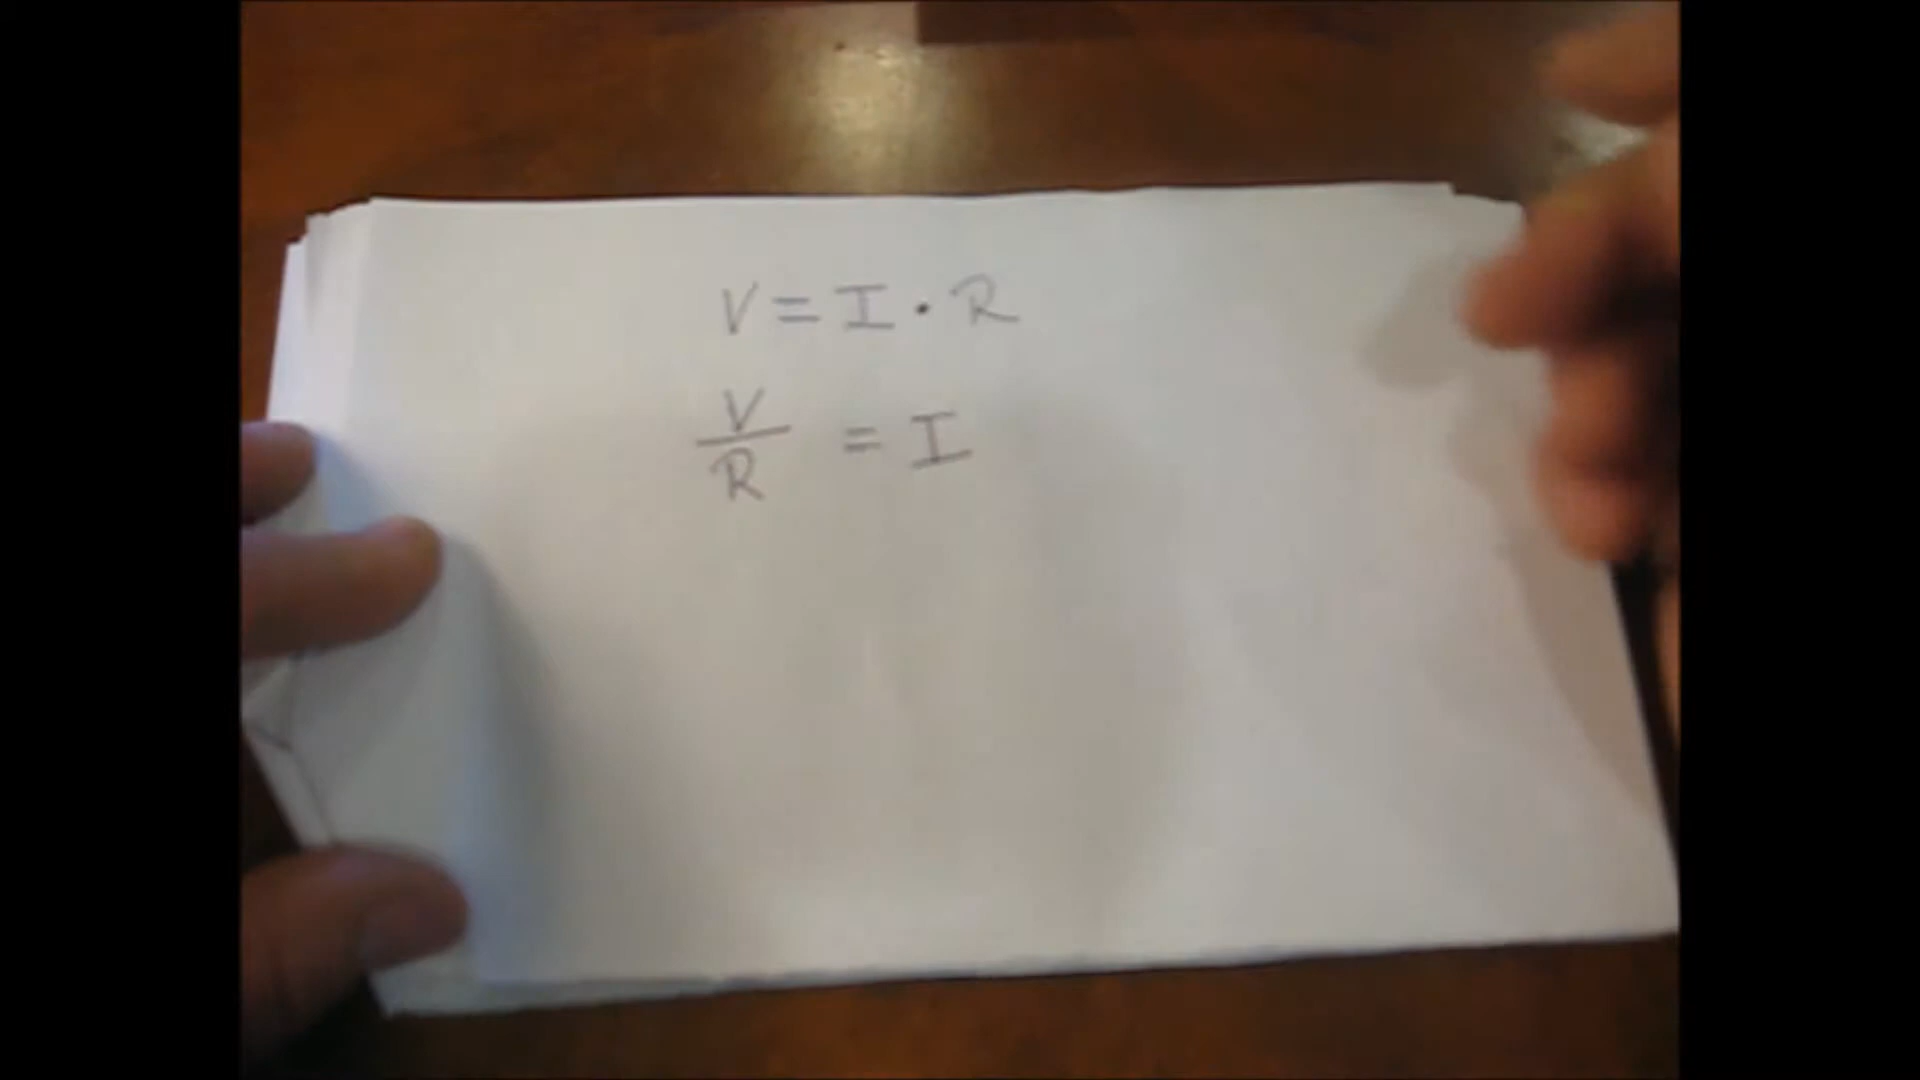 V = I · R
V/R = I